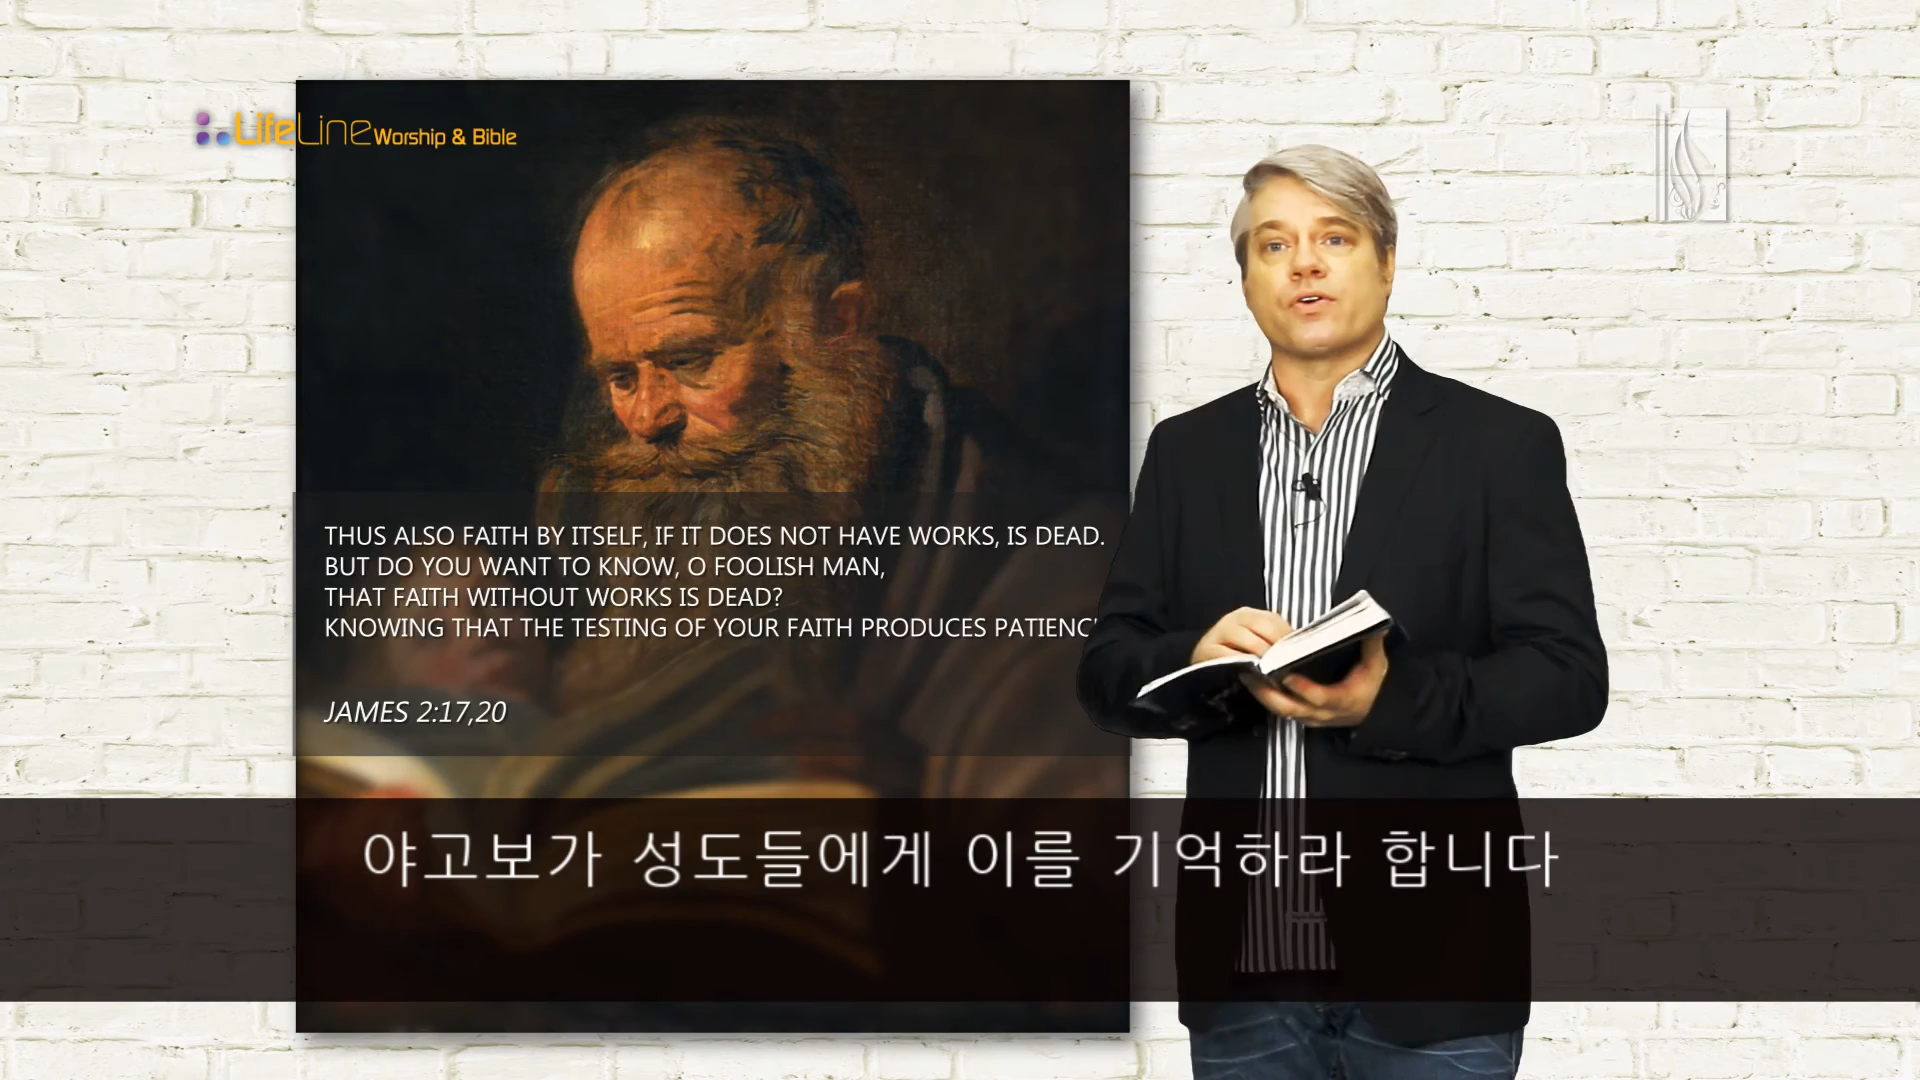 LifeLine Worship & Bible
THUS ALSO FAITH BY ITSELF, IF IT DOES NOT HAVE WORKS, IS DEAD.
BUT DO YOU WANT TO KNOW, O FOOLISH MAN,
THAT FAITH WITHOUT WORKS IS DEAD?
KNOWING THAT THE TESTING OF YOUR FAITH PRODUCES
JAMES 2:17,20
야고보가 성도들에게 이를 기억하라 합니다